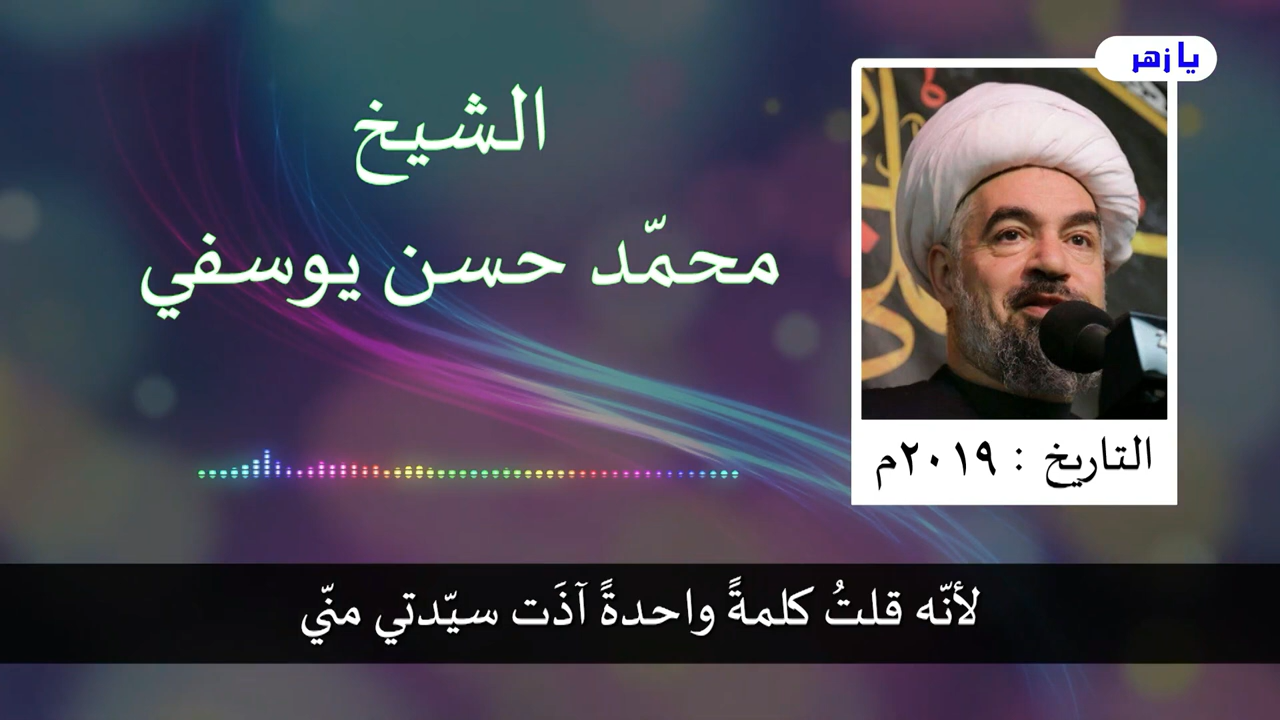 يا زهر
الشيخ
محمّد حسن يوسفي
التاريخ : ٢٠١٩م
لأنّه قلتُ كلمةً واحدةً آذَت سيّدتي منّي